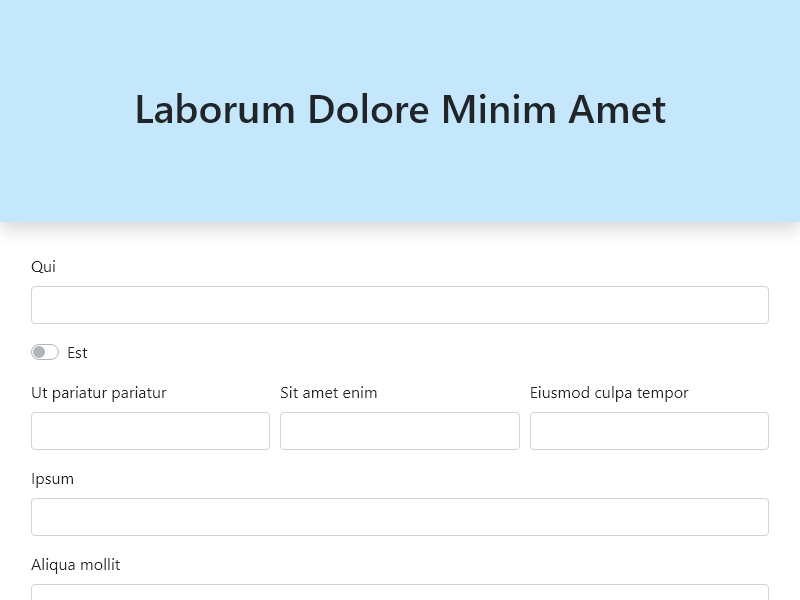 Laborum Dolore Minim Amet
Qui
Est
Ut pariatur pariatur
Sit amet enim
Eiusmod culpa tempor
Ipsum
Aliqua mollit